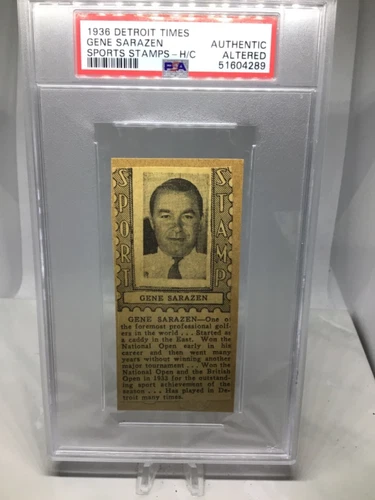 1936 DETROIT TIMES
GENE SARAZEN
SPORTS STAMPS - H/C
AUTHENTIC
ALTERED
51604289
PSA
SPORT
STAMP
GENE SARAZEN
GENE SARAZEN—One o
the foremost professional golf-
ers in the world . . . Started as
a caddy in the East. Won the
National Open early in his
career and then want many
years without winning another
major tournament . . . Won the
National Open and the British
Open in 1932 for the outstand-
ing sport achievement of the
season . . . Has played in De-
troit many times.